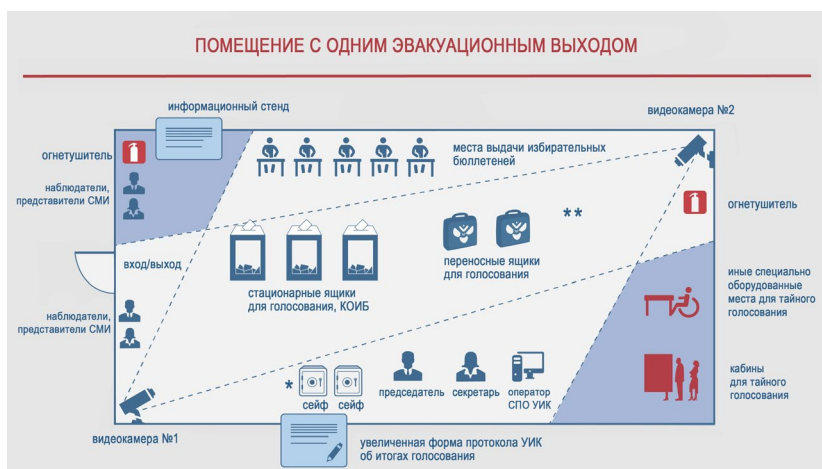 ПОМЕЩЕНИЕ С ОДНИМ ЭВАКУАЦИОННЫМ ВЫХОДОМ
информационный стенд
видеокамера №2
огнетушитель
места выдачи избирательных
бюллетеней
наблюдатели,
представители СМИ
огнетушитель
**
вход/выход
переносные ящики
для голосования
стационарные ящики
для голосования, КОИБ
иные специально
оборудованные
места для тайного
голосования
наблюдатели,
представители СМИ
*
сейф
сейф
председатель
секретарь
оператор
СПО УИК
кабины
для тайного
голосования
видеокамера №1
увеличенная форма протокола УИК
об итогах голосования